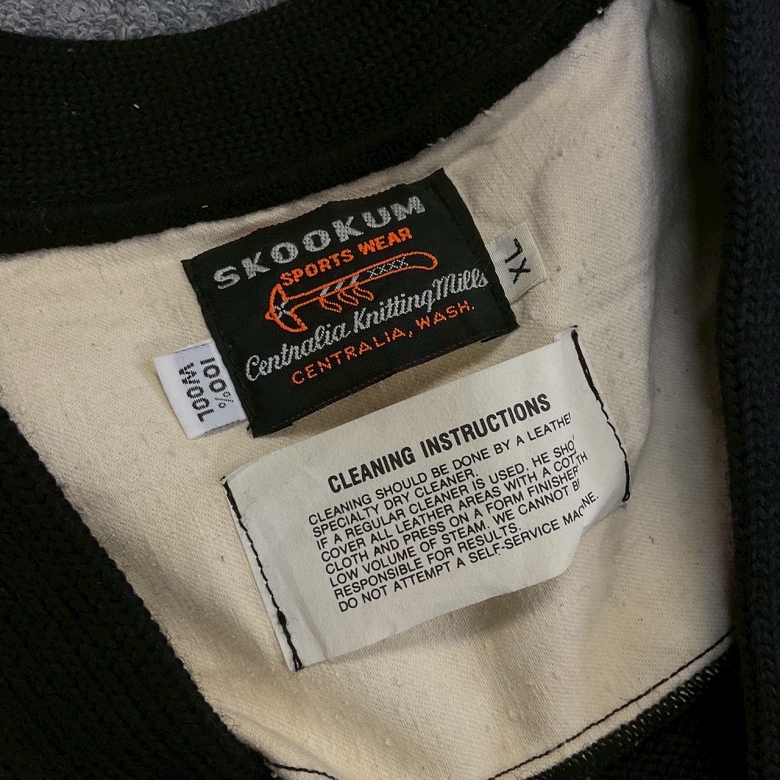 SKOOKUM
SPORTS WEAR
XXXX
Centralia Knitting Mills
CENTRALIA, WASH.
XL
100%
WOOL
CLEANING INSTRUCTIONS
CLEANING SHOULD BE DONE BY A
SPECIALTY DRY CLEANER.
IF A REGULAR CLEANER IS USED, HE
COVER ALL LEATHER AREAS WITH A
CLOTH AND PRESS ON A FORM FINISHER
LOW VOLUME OF STEAM. WE CANNOT
RESPONSIBLE FOR RESULTS.
DO NOT ATTEMPT A SELF-SERVICE